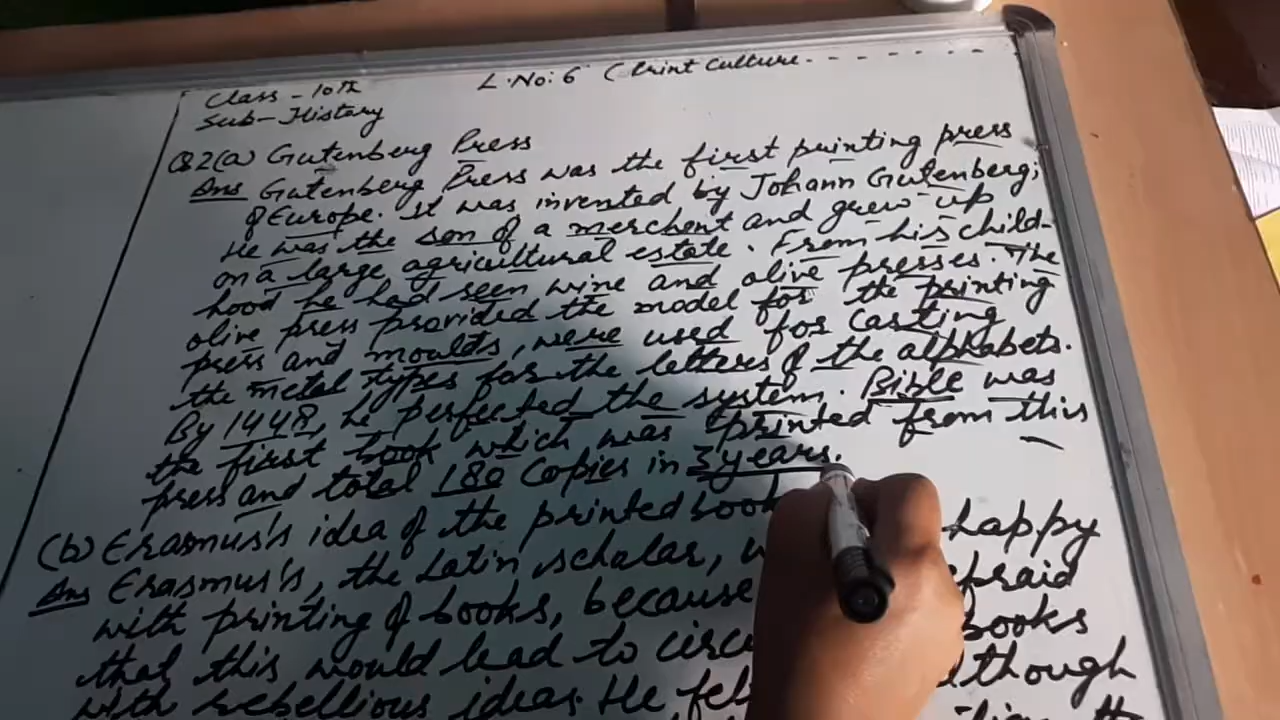 Class - 10th
L.No: 6 (Print Culture- - - - - - -
Sub- History
Q2(a) Gutenberg Press
Ans Gutenberg Press was the first printing press
of Europe. It was invented by Johann Gutenberg;
He was the son of a merchent and grew up
on a large agricultural estate. From his child-
hood he had seen wine and olive presses. The
olive press provided the model for the printing
press and moulds, were used for casting
the metal types for the letters of the alphabets.
By 1448, he perfected the system. Bible was
the first book which was printed from this
press and total 180 Copies in 3 years.
(b) Erasmus's idea of the printed book
Ans Erasmus's, the Latin scholar, happy
with printing of books, because afraid
that this would lead to books
with rebellious ideas. He although